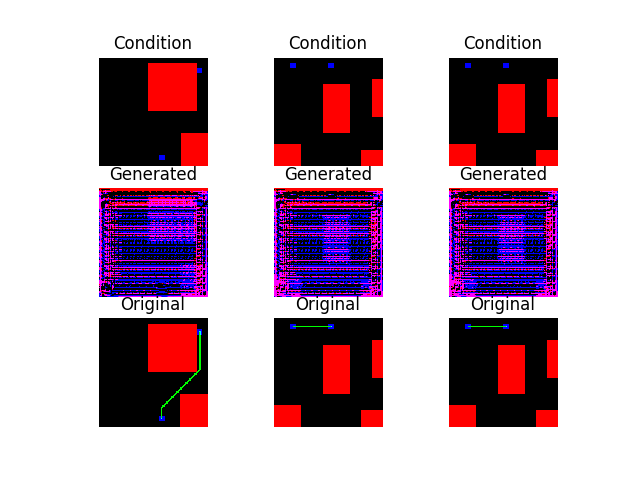 Condition Condition Condition
Generated Generated Generated
Original Original Original